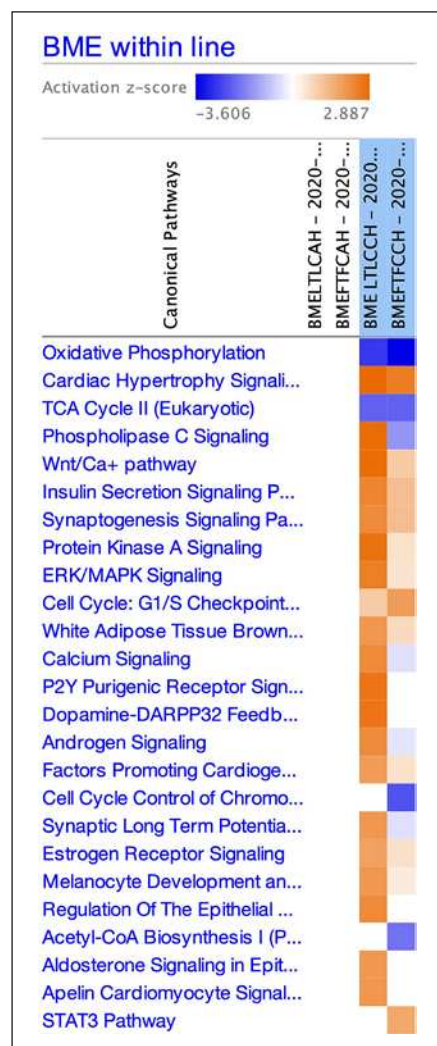 BME within line
Activation z-score
-3.606 2.887
Canonical Pathways
BMELTLCAH - 2020-...
BMEFTFCAH - 2020-...
BME LTLCCH - 2020...
BMEFTFCCH - 2020-...
Oxidative Phosphorylation
Cardiac Hypertrophy Signali...
TCA Cycle II (Eukaryotic)
Phospholipase C Signaling
Wnt/Ca+ pathway
Insulin Secretion Signaling P...
Synaptogenesis Signaling Pa...
Protein Kinase A Signaling
ERK/MAPK Signaling
Cell Cycle: G1/S Checkpoint...
White Adipose Tissue Brown...
Calcium Signaling
P2Y Purigenic Receptor Sign...
Dopamine-DARPP32 Feedb...
Androgen Signaling
Factors Promoting Cardioge...
Cell Cycle Control of Chromo...
Synaptic Long Term Potentia...
Estrogen Receptor Signaling
Melanocyte Development an...
Regulation Of The Epithelial ...
Acetyl-CoA Biosynthesis I (P...
Aldosterone Signaling in Epit...
Apelin Cardiomyocyte Signal...
STAT3 Pathway